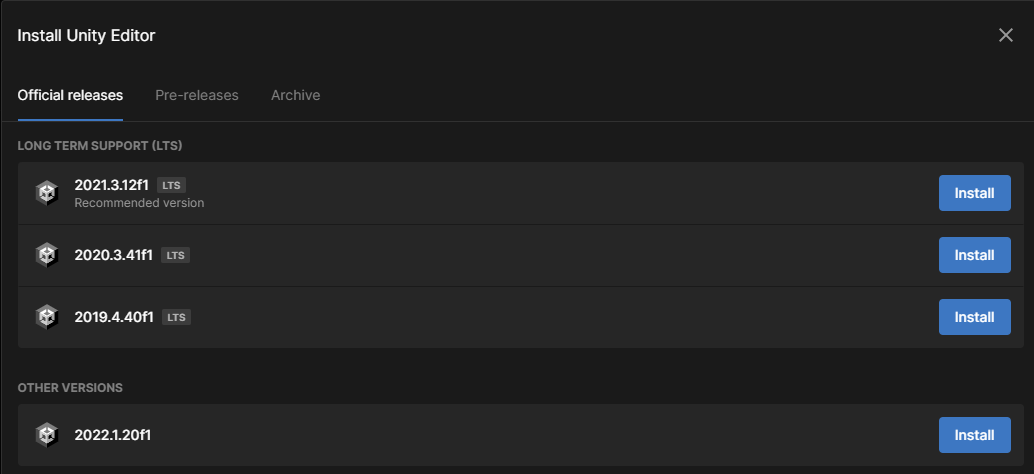 Install Unity Editor
Official releases Pre-releases Archive
LONG TERM SUPPORT (LTS)
2021.3.12f1 LTS
Recommended version
Install
2020.3.41f1 LTS
Install
2019.4.40f1 LTS
Install
OTHER VERSIONS
2022.1.20f1
Install